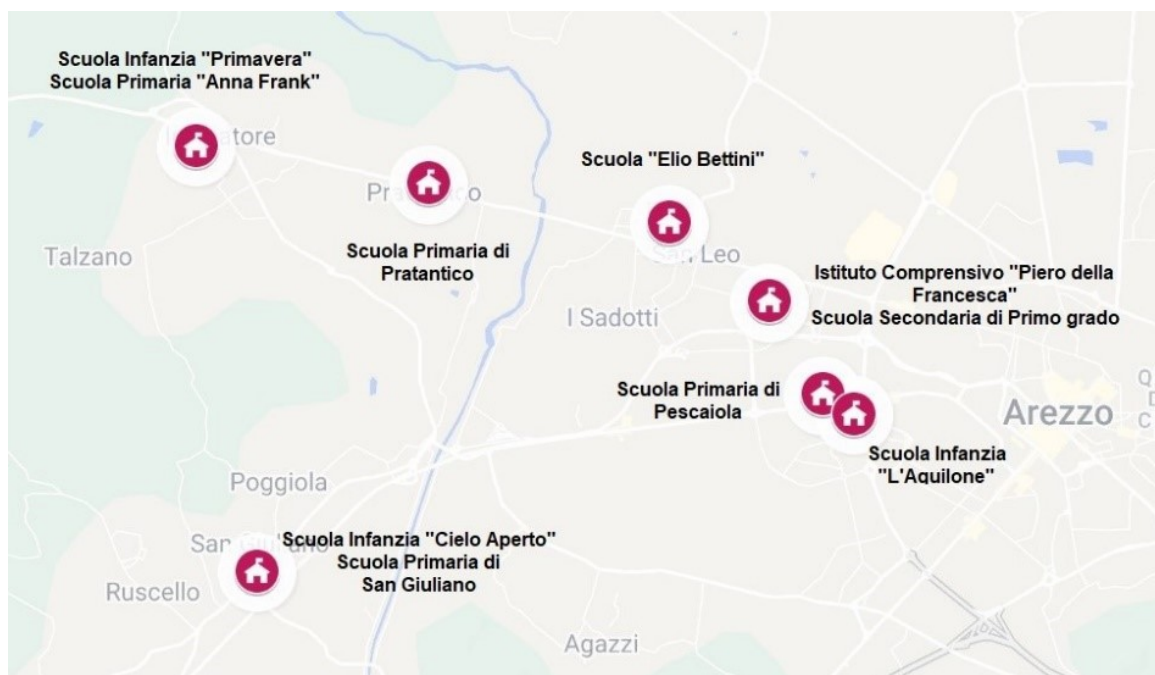 Scuola Infanzia "Primavera"
Scuola Primaria "Anna Frank"
Scuola "Elio Bettini"
Scuola Primaria di
Pratantico
Talzano
San Leo
Istituto Comprensivo "Piero della
Francesca"
Scuola Secondaria di Primo grado
I Sadotti
Scuola Primaria di
Pescaiola
Arezzo
Q
D
C
Scuola Infanzia
"L'Aquilone"
Poggiola
Scuola Infanzia "Cielo Aperto"
Scuola Primaria di
San Giuliano
Ruscello
Agazzi